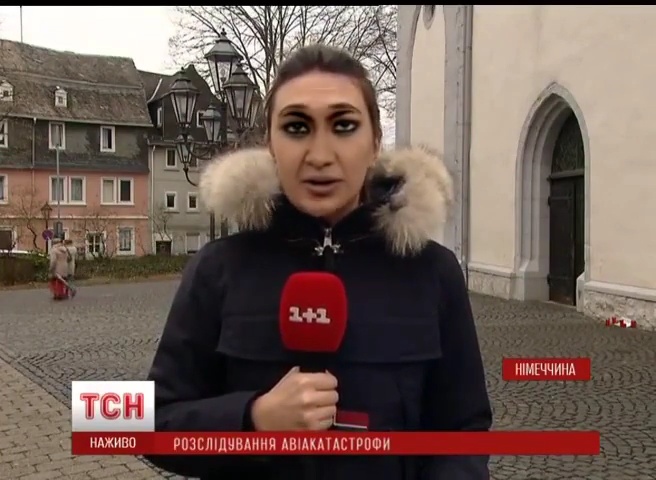 1+1
НІМЕЧЧИНА
ТСН
НАЖИВО
РОЗСЛІДУВАННЯ АВІАКАТАСТРОФИ